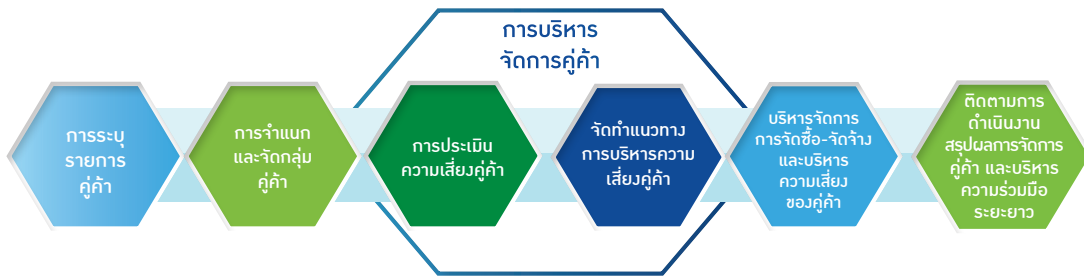 การบริหาร
จัดการคู่ค้า
การระบุ
รายการ
คู่ค้า
การจำแนก
และจัดกลุ่ม
คู่ค้า
การประเมิน
ความเสี่ยงคู่ค้า
จัดทำแนวทาง
การบริหารความ
เสี่ยงคู่ค้า
บริหารจัดการ
การจัดซื้อ-จัดจ้าง
และบริหาร
ความเสี่ยง
ของคู่ค้า
ติดตามการ
ดำเนินงาน
สรุปผลการจัดการ
คู่ค้า และบริหาร
ความร่วมมือ
ระยะยาว